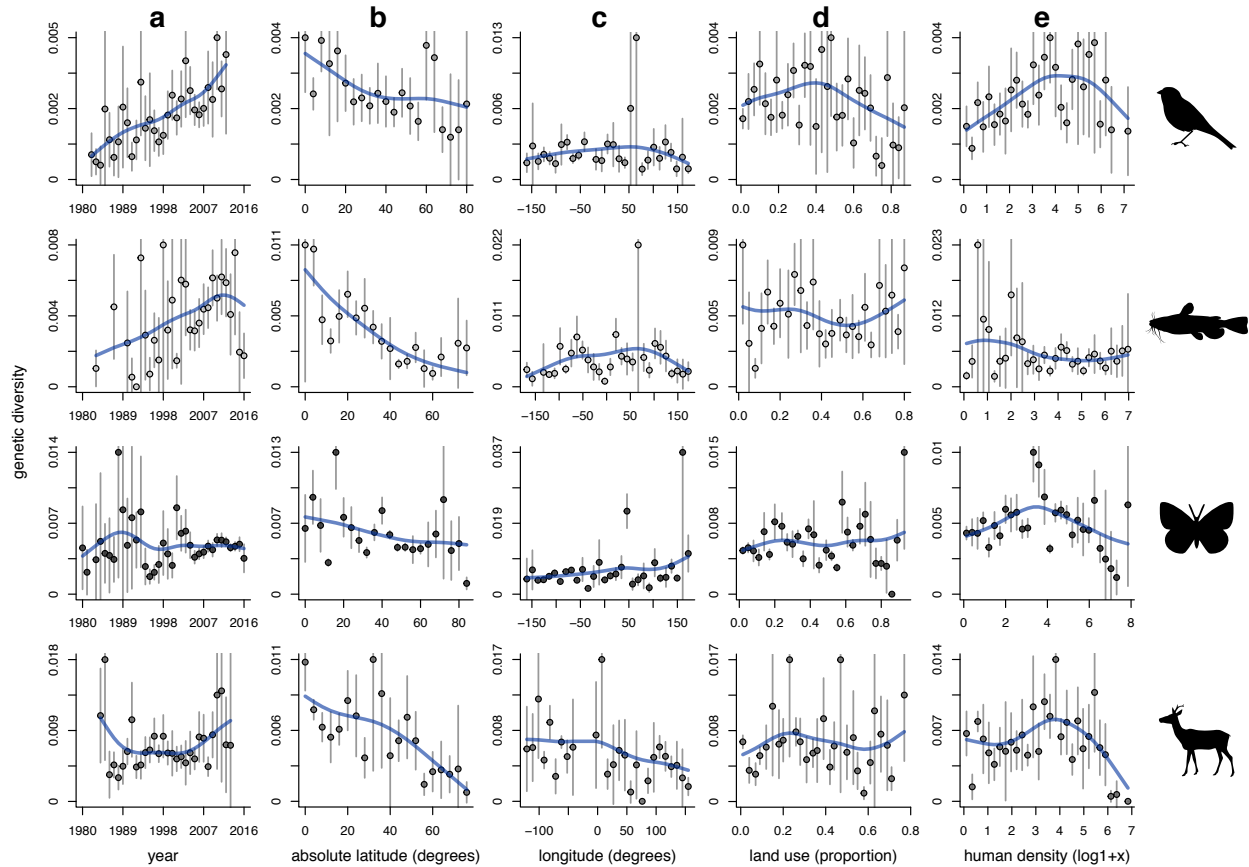 a b c d e
0.005 0.004 0.013 0.004 0.004
0.002 0.002 0.006 0.002 0.002
0 0 0 0 0
1980 1989 1998 2007 2016 0 20 40 60 80 −150 −50 50 150 0.0 0.2 0.4 0.6 0.8 0 1 2 3 4 5 6 7
0.008 0.011 0.022 0.009 0.023
0.004 0.006 0.011 0.005 0.012
0 0 0 0 0
1980 1989 1998 2007 2016 0 20 40 60 −150 −50 50 150 0.0 0.2 0.4 0.6 0.8 0 1 2 3 4 5 6 7
genetic diversity
0.014 0.013 0.037 0.015 0.01
0.007 0.007 0.019 0.008 0.005
0 0 0 0 0
1980 1989 1998 2007 2016 0 20 40 60 80 −150 −50 50 150 0.0 0.2 0.4 0.6 0.8 0 2 4 6 8
0.018 0.011 0.017 0.017 0.014
0.009 0.006 0.008 0.008 0.007
0 0 0 0 0
1980 1989 1998 2007 2016 0 20 40 60 −100 0 50 150 0.0 0.2 0.4 0.6 0.8 0 1 2 3 4 5 6 7
year absolute latitude (degrees) longitude (degrees) land use (proportion) human density (log1+x)